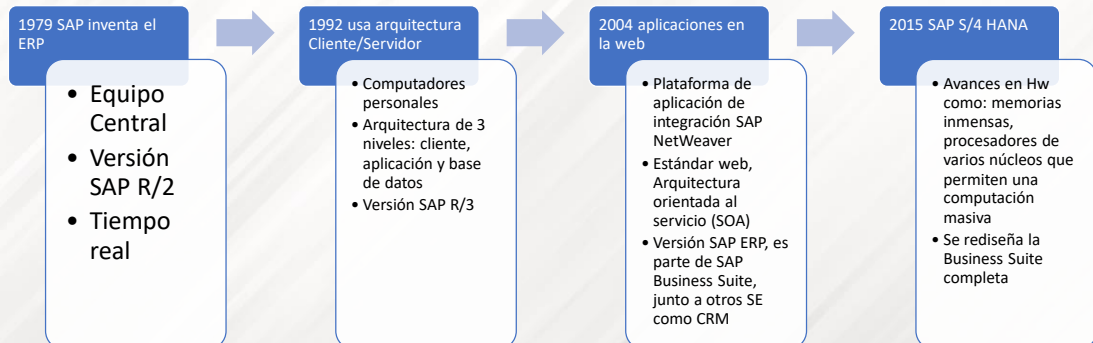 1979 SAP inventa el
ERP
• Equipo
Central
• Versión
SAP R/2
• Tiempo
real
1992 usa arquitectura
Cliente/Servidor
• Computadores
personales
• Arquitectura de 3
niveles: cliente,
aplicación y base
de datos
• Versión SAP R/3
2004 aplicaciones en
la web
• Plataforma de
aplicación de
integración SAP
NetWeaver
• Estándar web,
Arquitectura
orientada al
servicio (SOA)
• Versión SAP ERP, es
parte de SAP
Business Suite,
junto a otros SE
como CRM
2015 SAP S/4 HANA
• Avances en Hw
como: memorias
inmensas,
procesadores de
varios núcleos que
permiten una
computación
masiva
• Se rediseña la
Business Suite
completa